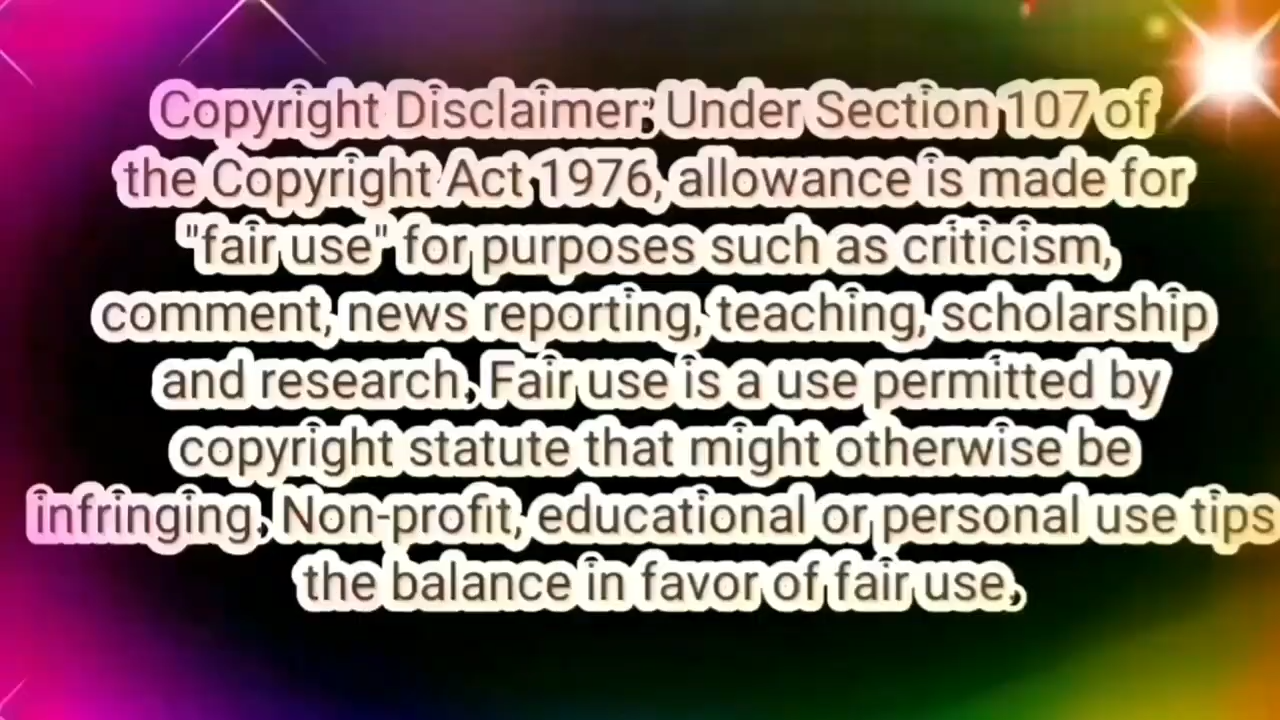 Copyright Disclaimer: Under Section 107 of
the Copyright Act 1976, allowance is made for
"fair use" for purposes such as criticism,
comment, news reporting, teaching, scholarship
and research. Fair use is a use permitted by
copyright statute that might otherwise be
infringing. Non-profit, educational or personal use tips
the balance in favor of fair use.